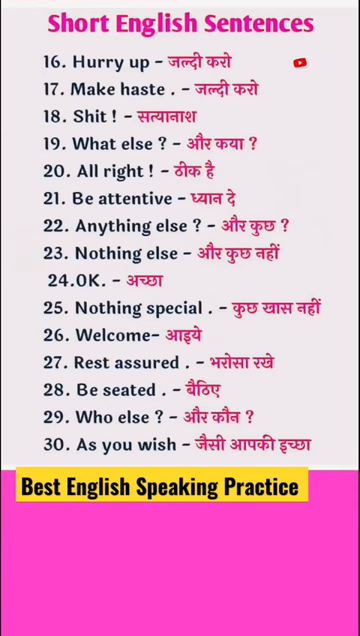 Short English Sentences
16. Hurry up - जल्दी करो
17. Make haste . - जल्दी करो
18. Shit ! - सत्यानाश
19. What else ? - और कया ?
20. All right ! - ठीक है
21. Be attentive - ध्यान दे
22. Anything else ? - और कुछ ?
23. Nothing else - और कुछ नहीं
24.OK. - अच्छा
25. Nothing special . - कुछ खास नहीं
26. Welcome- आइये
27. Rest assured . - भरोसा रखे
28. Be seated . - बैठिए
29. Who else ? - और कौन ?
30. As you wish - जैसी आपकी इच्छा
Best English Speaking Practice